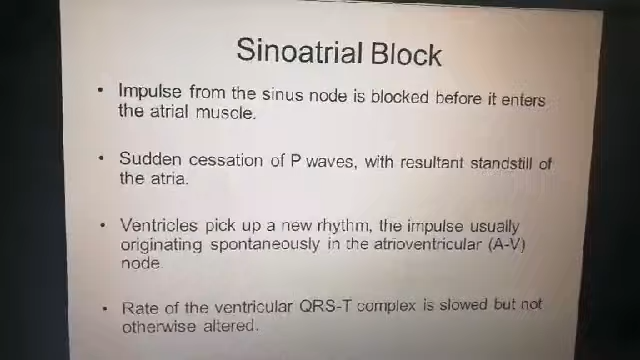 Sinoatrial Block
• Impulse from the sinus node is blocked before it enters
the atrial muscle.
• Sudden cessation of P waves, with resultant standstill of
the atria.
• Ventricles pick up a new rhythm, the impulse usually
originating spontaneously in the atrioventricular (A-V)
node
• Rate of the ventricular QRS-T complex is slowed but not
otherwise altered.